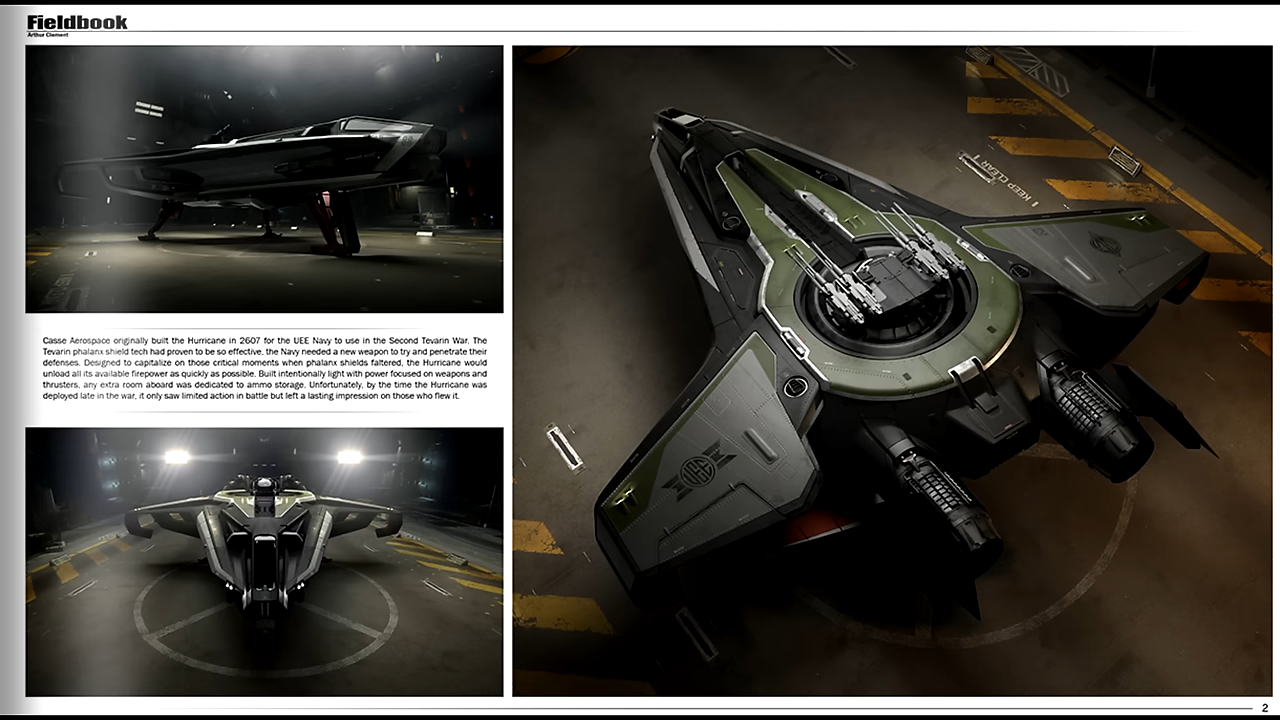 Fieldbook
Arthur Clement
Casse Aerospace originally built the Hurricane in 2607 for the UEE Navy to use in the Second Tevarin War. The
Tevarin phalanx shield tech had proven to be so effective, the Navy needed a new weapon to try and penetrate their
defenses. Designed to capitalize on those critical moments when phalanx shields faltered, the Hurricane would
unload all its available firepower as quickly as possible. Built intentionally light with power focused on weapons and
thrusters, any extra room aboard was dedicated to ammo storage. Unfortunately, by the time the Hurricane was
deployed late in the war, it only saw limited action in battle but left a lasting impression on those who flew it.
KEEP CLEAR
UEE
2